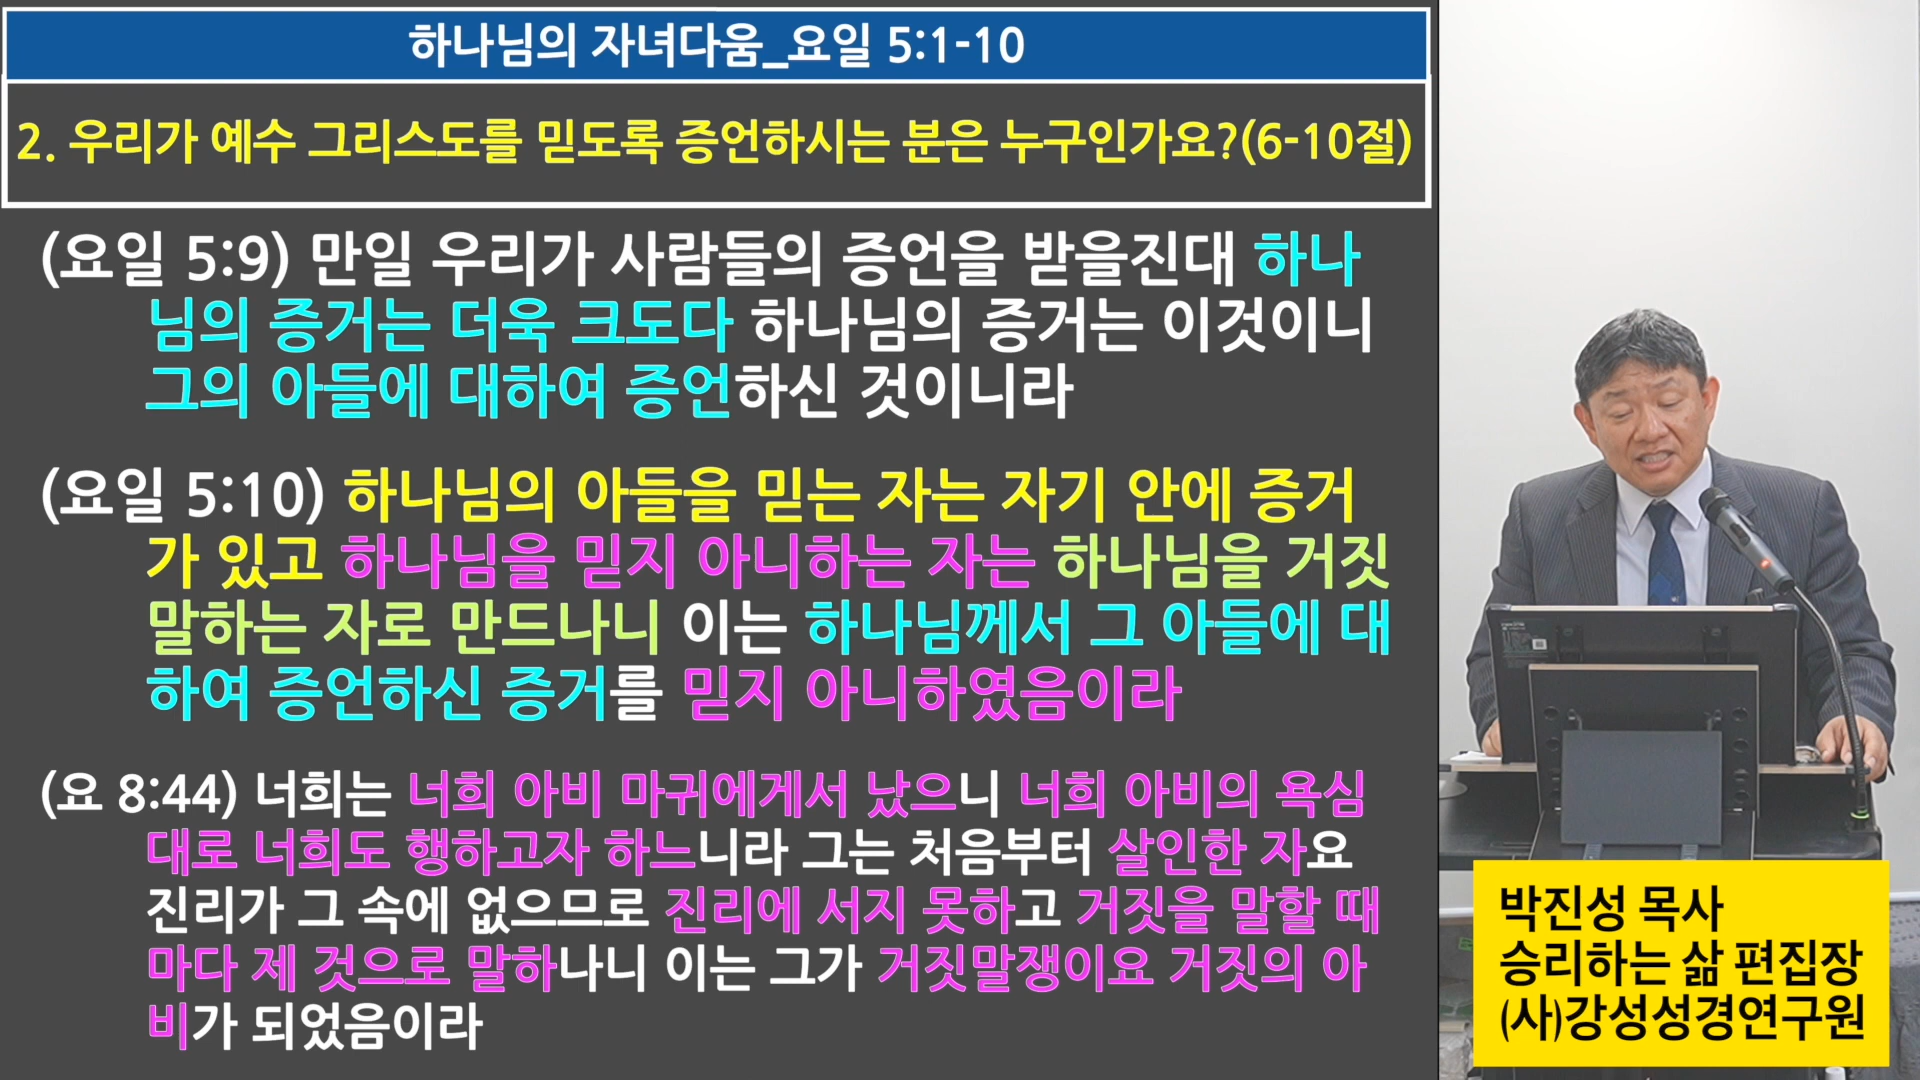 하나님의 자녀다움_요일 5:1-10
2. 우리가 예수 그리스도를 믿도록 증언하시는 분은 누구인가요?(6-10절)
(요일 5:9) 만일 우리가 사람들의 증언을 받을진대 하나
님의 증거는 더욱 크도다 하나님의 증거는 이것이니
그의 아들에 대하여 증언하신 것이니라
(요일 5:10) 하나님의 아들을 믿는 자는 자기 안에 증거
가 있고 하나님을 믿지 아니하는 자는 하나님을 거짓
말하는 자로 만드나니 이는 하나님께서 그 아들에 대
하여 증언하신 증거를 믿지 아니하였음이라
(요 8:44) 너희는 너희 아비 마귀에게서 났으니 너희 아비의 욕심
대로 너희도 행하고자 하느니라 그는 처음부터 살인한 자요
진리가 그 속에 없으므로 진리에 서지 못하고 거짓을 말할 때
마다 제 것으로 말하나니 이는 그가 거짓말쟁이요 거짓의 아
비가 되었음이라
박진성 목사
승리하는 삶 편집장
(사)강성성경연구원